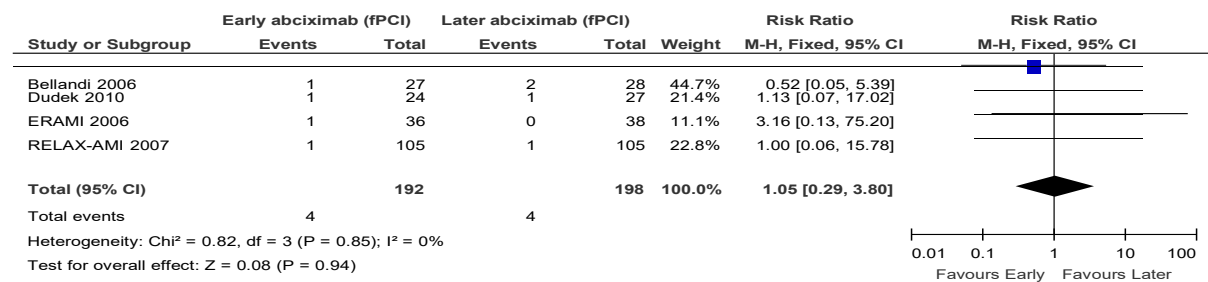 Early abciximab (fPCI) Later abciximab (fPCI) Risk Ratio Risk Ratio
Study or Subgroup Events Total Events Total Weight M-H, Fixed, 95% CI M-H, Fixed, 95% CI
Bellandi 2006 1 27 2 28 44.7% 0.52 [0.05, 5.39]
Dudek 2010 1 24 1 27 21.4% 1.13 [0.07, 17.02]
ERAMI 2006 1 36 0 38 11.1% 3.16 [0.13, 75.20]
RELAX-AMI 2007 1 105 1 105 22.8% 1.00 [0.06, 15.78]
Total (95% CI) 192 198 100.0% 1.05 [0.29, 3.80]
Total events 4 4
Heterogeneity: Chi² = 0.82, df = 3 (P = 0.85); I² = 0%
Test for overall effect: Z = 0.08 (P = 0.94)
0.01 0.1 1 10 100
Favours Early Favours Later